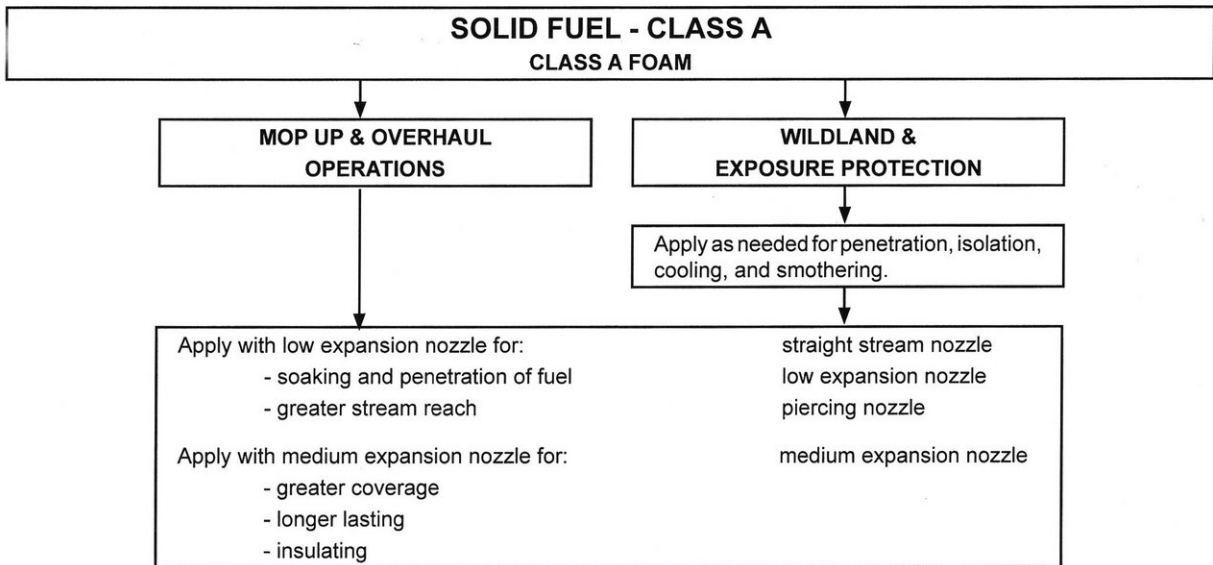 SOLID FUEL - CLASS A
CLASS A FOAM
MOP UP & OVERHAUL
OPERATIONS
WILDLAND &
EXPOSURE PROTECTION
Apply as needed for penetration, isolation,
cooling, and smothering.
Apply with low expansion nozzle for:
- soaking and penetration of fuel
- greater stream reach
Apply with medium expansion nozzle for:
- greater coverage
- longer lasting
- insulating
straight stream nozzle
low expansion nozzle
piercing nozzle
medium expansion nozzle